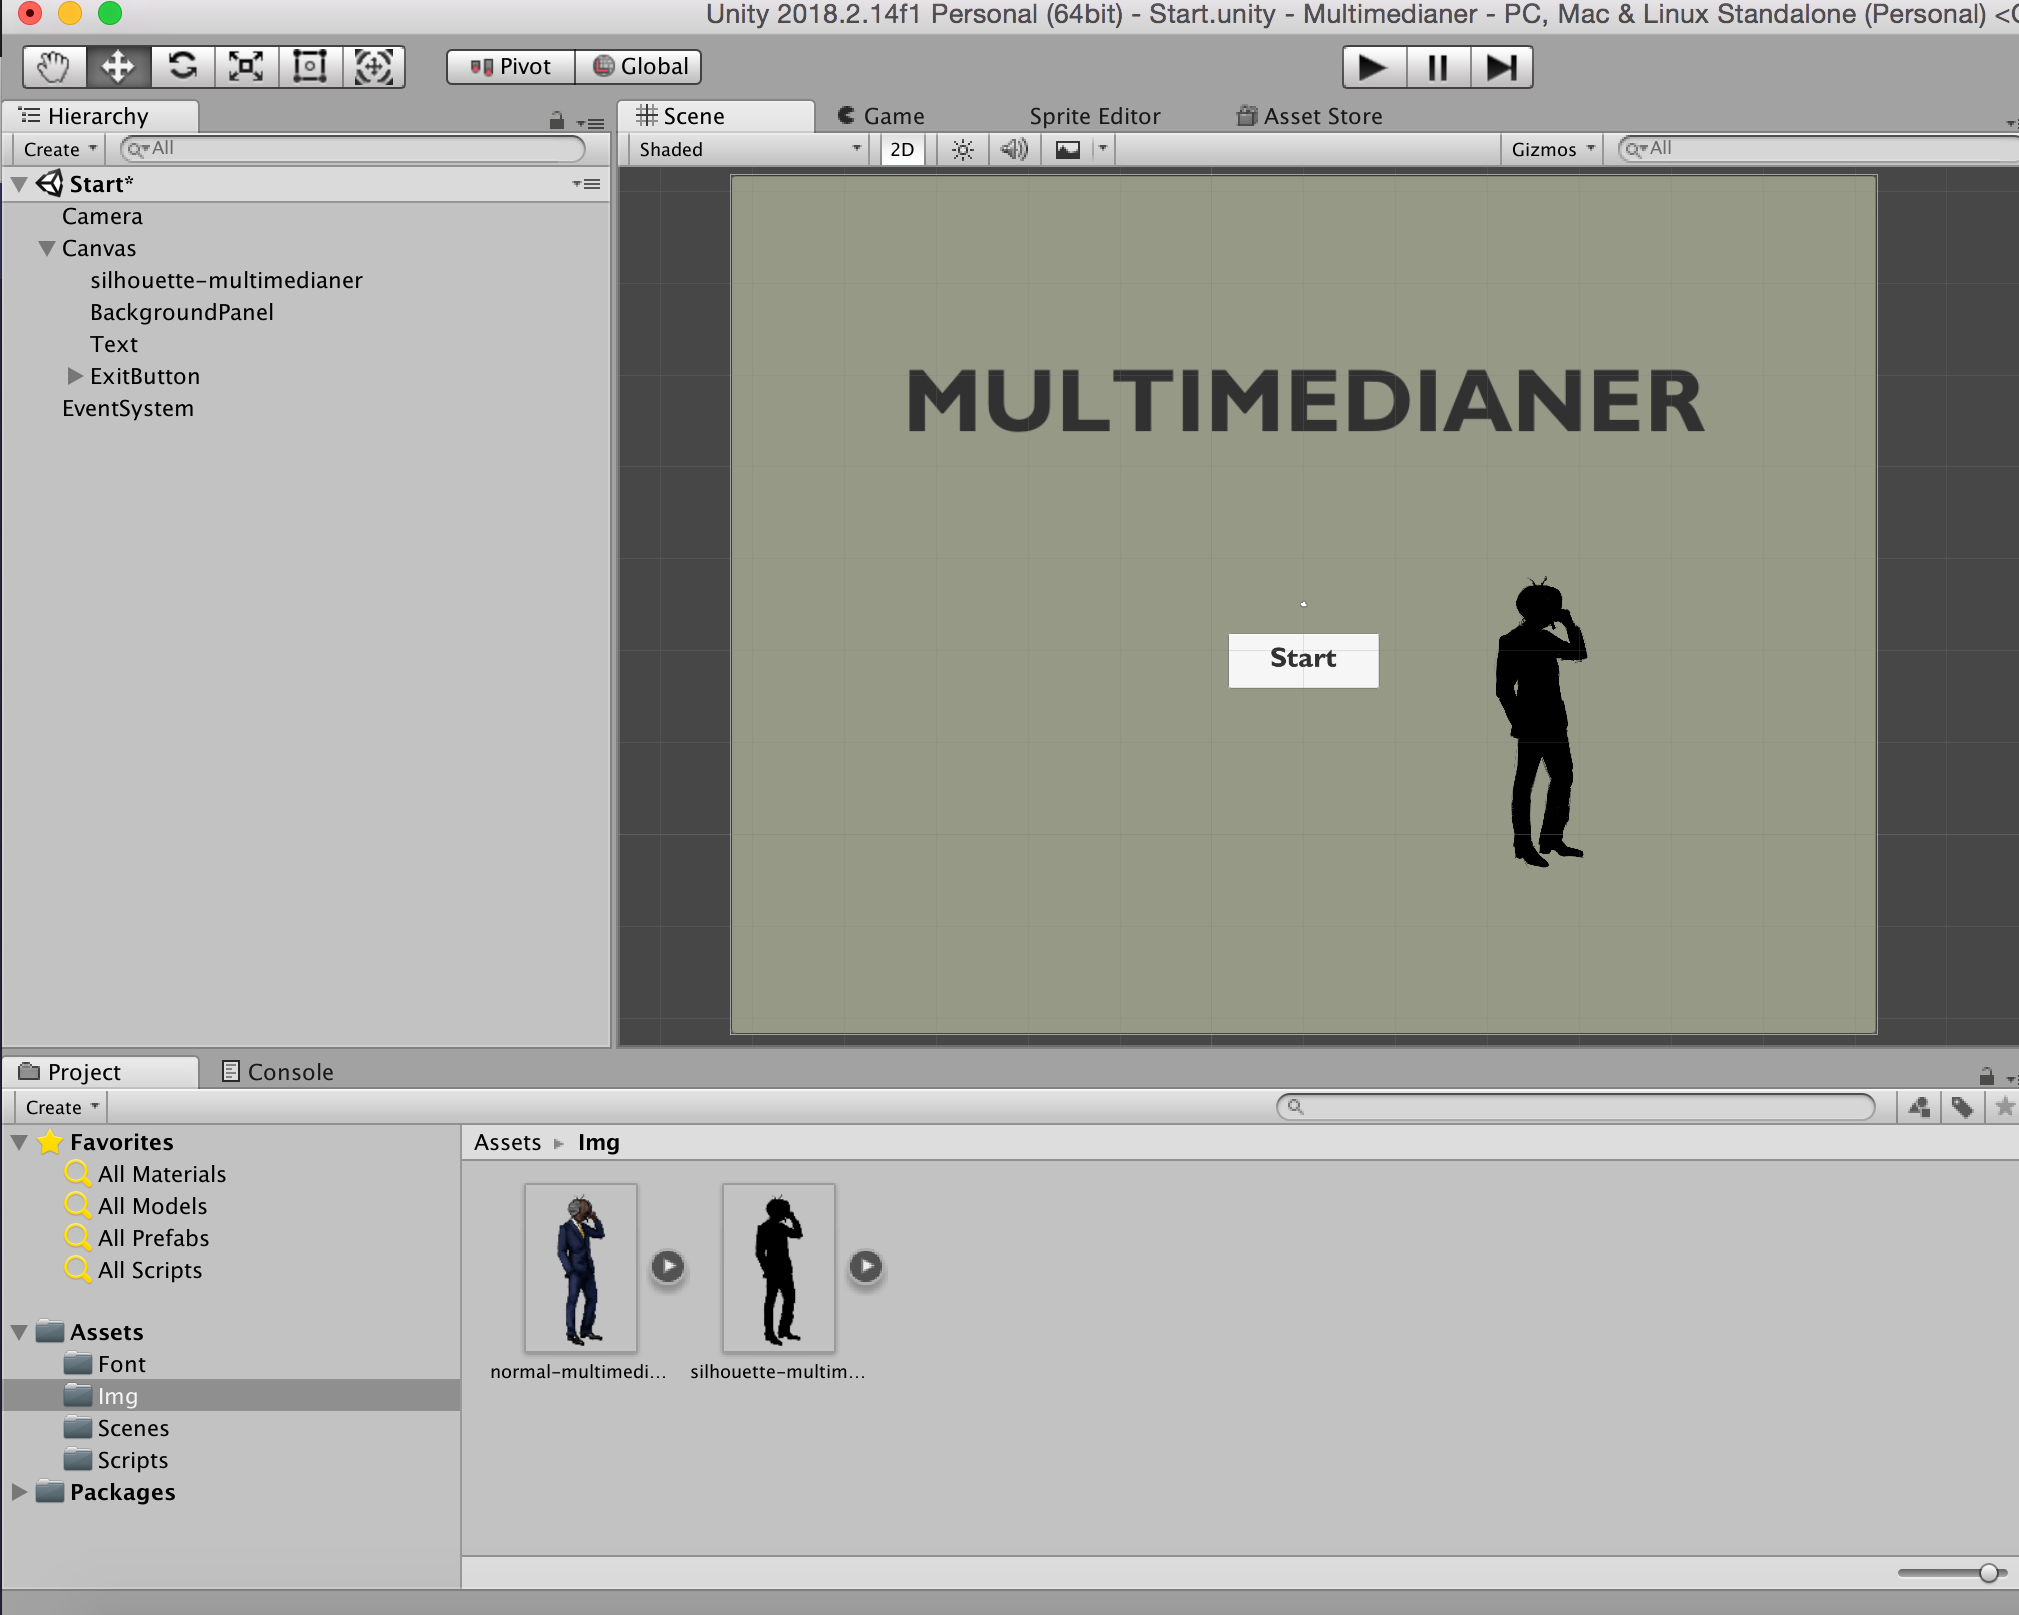 Unity 2018.2.14f1 Personal (64bit) - Start.unity - Multimedianer - PC, Mac & Linux Standalone (Personal) <
Pivot
Global
Hierarchy
Create
All
Start*
Camera
Canvas
silhouette-multimedianer
BackgroundPanel
Text
ExitButton
EventSystem
Scene
Game
Sprite Editor
Asset Store
Shaded
2D
Gizmos
All
MULTIMEDIANER
Start
Project
Console
Create
Favorites
All Materials
All Models
All Prefabs
All Scripts
Assets
Font
Img
Scenes
Scripts
Packages
Assets
Img
normal-multimedi...
silhouette-multim...